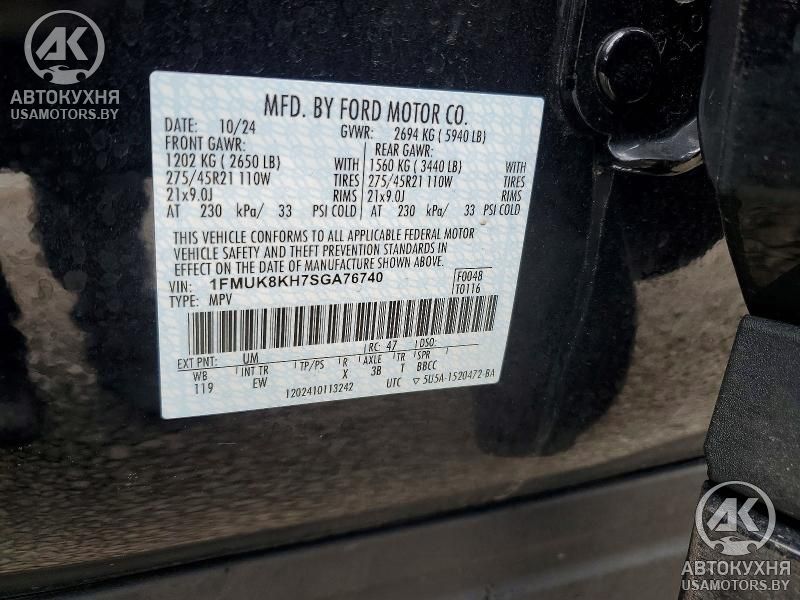 AK
АВТОКУХНЯ
USAMOTORS.BY
MFD. BY FORD MOTOR CO.
DATE: 10/24 GVWR: 2694 KG ( 5940 LB)
FRONT GAWR: REAR GAWR:
1202 KG ( 2650 LB) WITH 1560 KG ( 3440 LB) WITH
275/45R21 110W TIRES 275/45R21 110W TIRES
21x9.0J RIMS 21x9.0J RIMS
AT 230 kPa/ 33 PSI COLD AT 230 kPa/ 33 PSI COLD
THIS VEHICLE CONFORMS TO ALL APPLICABLE FEDERAL MOTOR
VEHICLE SAFETY AND THEFT PREVENTION STANDARDS IN
EFFECT ON THE DATE OF MANUFACTURE SHOWN ABOVE.
VIN: 1FMUK8KH7SGA76740 F0048
TYPE: MPV T0116
EXT PNT: UM RC: 47 DSO:
WB INT TR TP/PS R AXLE TR SPR
119 EW X 3B T BBCC
1202410113242 UTC ▽ 5U5A-1520472-BA
AK
АВТОКУХНЯ
USAMOTORS.BY